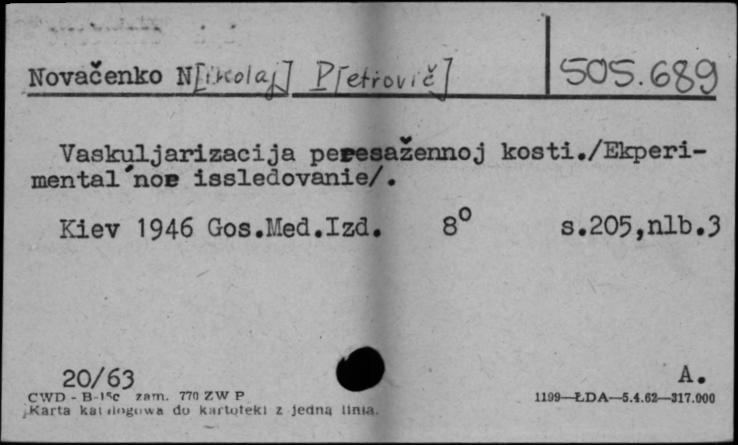 Novačenko N[ikolaj] P[etrovič] 505.689
Vaskuljarizacija peresažennoj kosti./Ekperi-
mental'noe issledovanie/.
Kiev 1946 Gos.Med.Izd. 8° s.205,nlb.3
20/63 A.
CWD - B-15c zam. 770 ZWP 1199—ŁDA—5.4.62—317.000
Karta katalogowa do kartoteki z jedną linią.